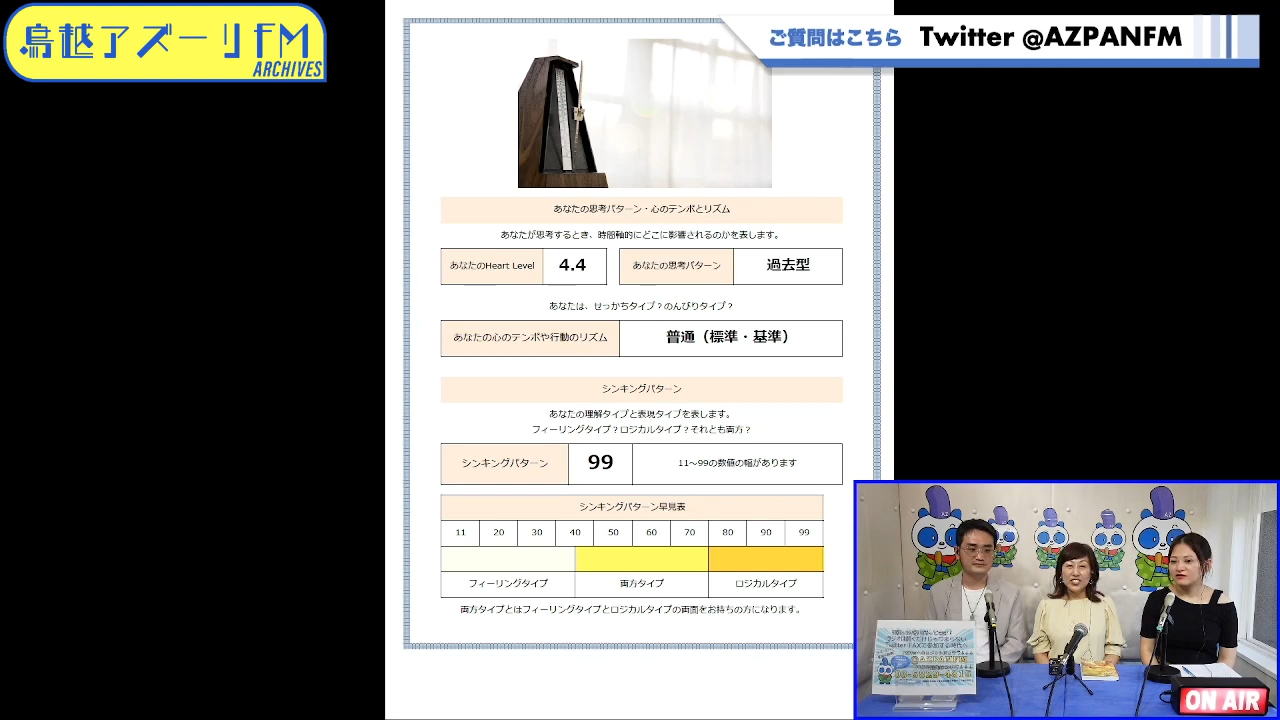 鳥越アズーリFM
ARCHIVES
ご質問はこちら Twitter @AZPANFM
あなたの思考パターン・心のテンポとリズム
あなたが思考するとき、時間軸的にどこに影響されるのかを表します。
あなたのHeart Level 4.4 あなたの思考パターン 過去型
あなたは、せっかちタイプ？のんびりタイプ？
あなたの心のテンポや行動のリズム 普通（標準・基準）
シンキングパターン
あなたの理解タイプと表現タイプを表します。
フィーリングタイプ？ロジカルタイプ？それとも両方？
シンキングパターン 99 1～99の数値の幅があります
シンキングパターン早見表
11 20 30 50 60 70 80 99
フィーリングタイプ 両方タイプ ロジカルタイプ
両方タイプとはフィーリングタイプとロジカルタイプの両面をお持ちの方となります。
ON AIR